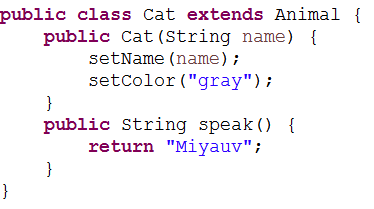 public class Cat extends Animal {
    public Cat(String name) {
        setName(name);
        setColor("gray");
    }
    public String speak() {
        return "Miyauv";
    }
}